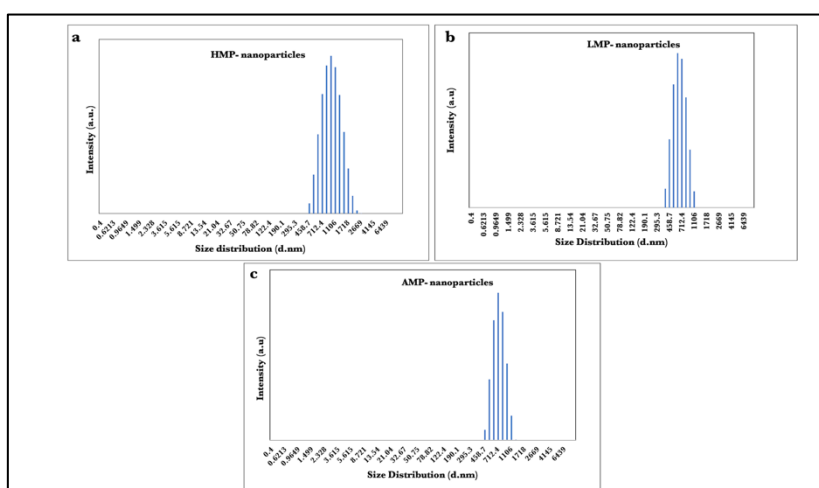 a
HMP- nanoparticles
Intensity (a.u.)
0.4 0.6213 0.9649 1.499 2.328 3.615 5.615 8.721 13.54 21.04 32.67 50.75 78.82 122.4 190.1 295.3 458.7 712.4 1106 1718 2669 4145 6439
Size distribution (d.nm)
b
LMP- nanoparticles
Intensity (a.u)
0.4 0.6213 0.9649 1.499 2.328 3.615 5.615 8.721 13.54 21.04 32.67 50.75 78.82 122.4 190.1 295.3 458.7 712.4 1106 1718 2669 4145 6439
Size Distribution (d.nm)
c
AMP- nanoparticles
Intensity (a.u)
0.4 0.6213 0.9649 1.499 2.328 3.615 5.615 8.721 13.54 21.04 32.67 50.75 78.82 122.4 190.1 295.3 458.7 712.4 1106 1718 2669 4145 6439
Size Distribution (d.nm)